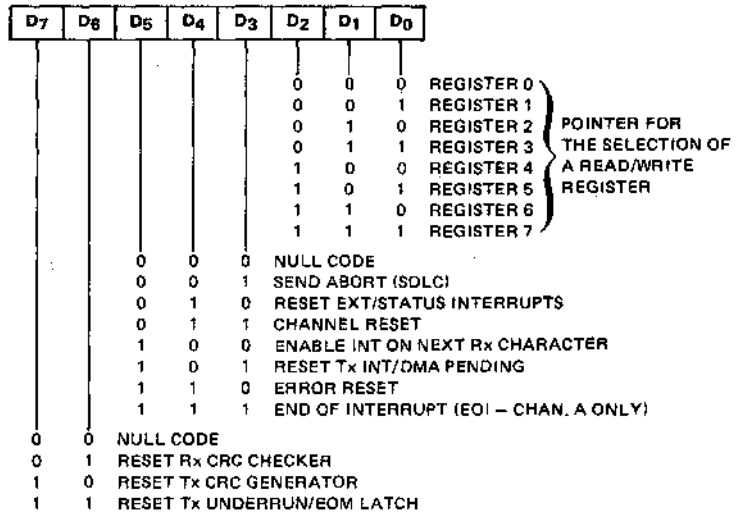 D7 D6 D5 D4 D3 D2 D1 D0
0 0 0 REGISTER 0
0 0 1 REGISTER 1
0 1 0 REGISTER 2 POINTER FOR
0 1 1 REGISTER 3 THE SELECTION OF
1 0 0 REGISTER 4 A READ/WRITE
1 0 1 REGISTER 5 REGISTER
1 1 0 REGISTER 6
1 1 1 REGISTER 7
0 0 0 NULL CODE
0 0 1 SEND ABORT (SDLC)
0 1 0 RESET EXT/STATUS INTERRUPTS
0 1 1 CHANNEL RESET
1 0 0 ENABLE INT ON NEXT Rx CHARACTER
1 0 1 RESET Tx INT/DMA PENDING
1 1 0 ERROR RESET
1 1 1 END OF INTERRUPT (EOI – CHAN. A ONLY)
0 0 NULL CODE
0 1 RESET Rx CRC CHECKER
1 0 RESET Tx CRC GENERATOR
1 1 RESET Tx UNDERRUN/EOM LATCH